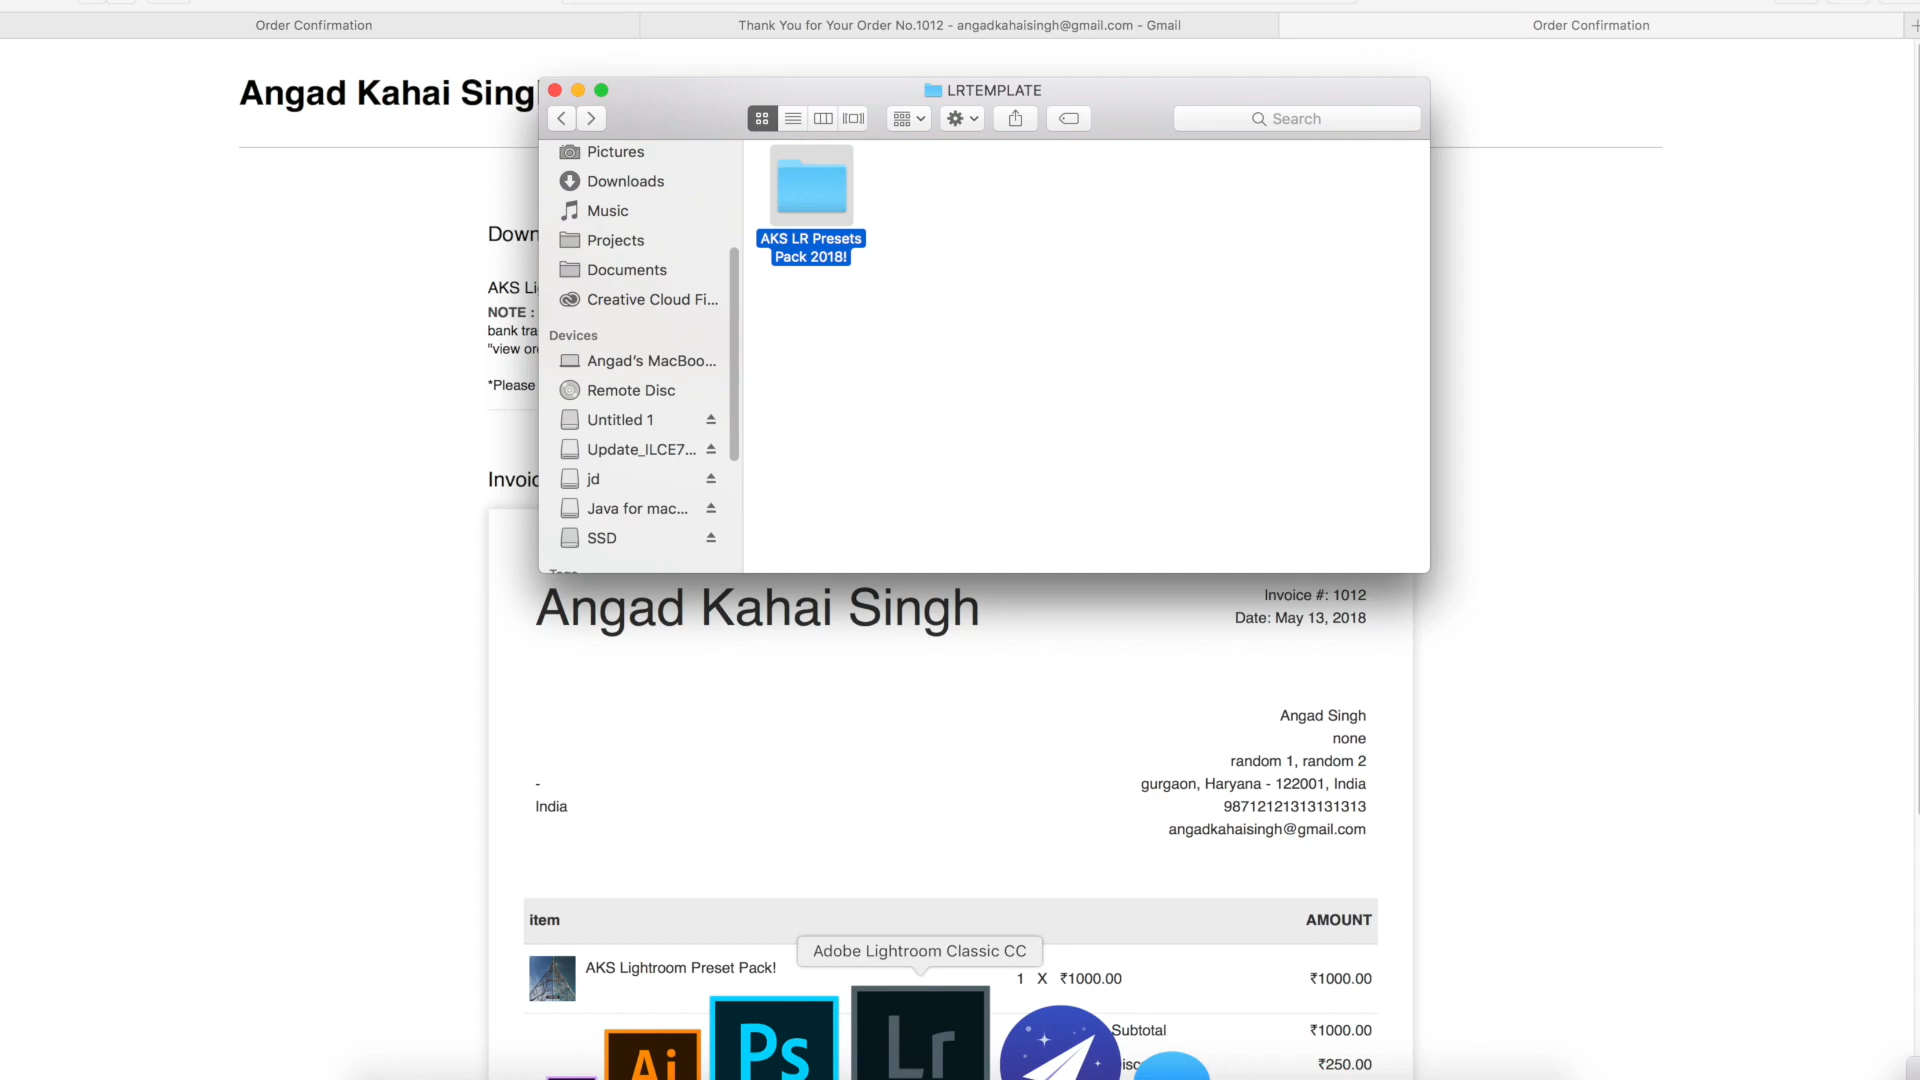 Order Confirmation
Thank You for Your Order No.1012 - angadkahaisingh@gmail.com - Gmail
Order Confirmation
Angad Kahai Sing
LRTEMPLATE
Search
Pictures
Downloads
Music
Projects
Documents
Creative Cloud Fi...
Devices
Angad's MacBoo...
Remote Disc
Untitled 1
Update_ILCE7...
jd
Java for mac...
SSD
Tags
AKS LR Presets
Pack 2018!
Down
AKS Li
NOTE :
bank tra
"view or
*Please
Invoic
Angad Kahai Singh
Invoice #: 1012
Date: May 13, 2018
Angad Singh
none
random 1, random 2
gurgaon, Haryana - 122001, India
98712121313131313
angadkahaisingh@gmail.com
-
India
item AMOUNT
Adobe Lightroom Classic CC
AKS Lightroom Preset Pack!
1 X ₹1000.00 ₹1000.00
Subtotal ₹1000.00
isc ₹250.00
Ai
Ps
Lr